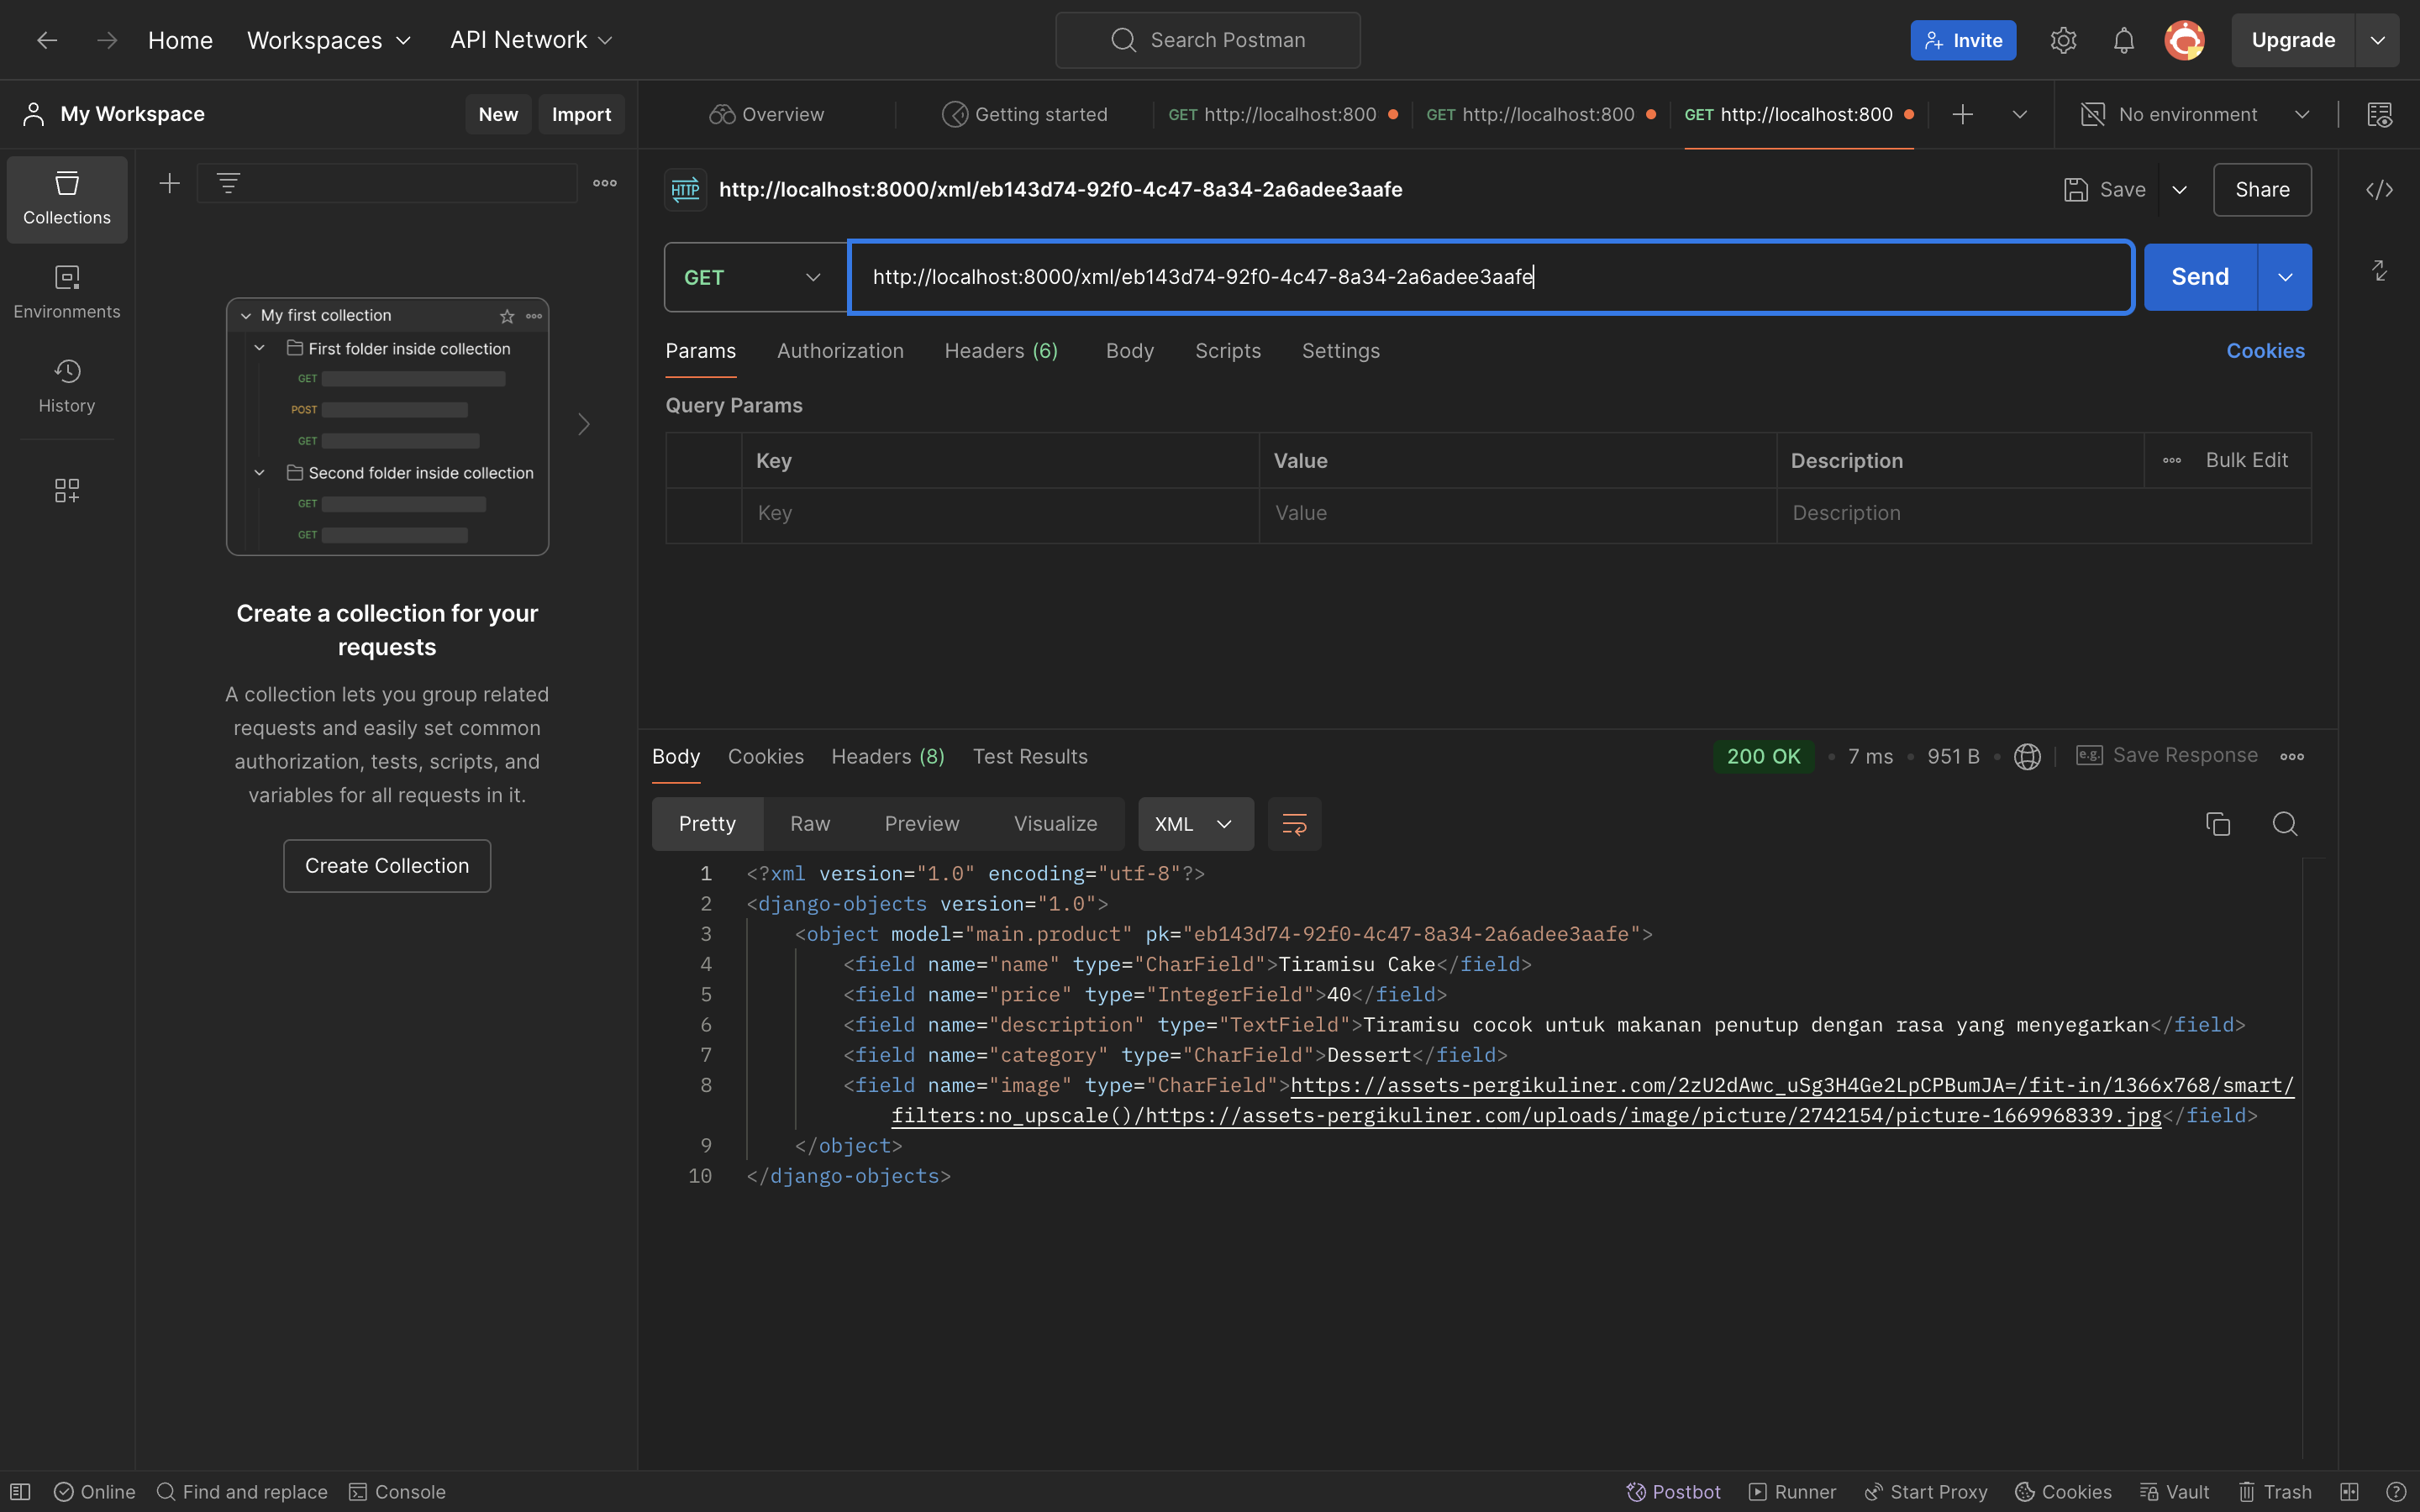 Home Workspaces API Network Search Postman Invite Upgrade
My Workspace New Import Overview Getting started GET http://localhost:800 GET http://localhost:800 GET http://localhost:800 No environment
Collections
Environments
History
My first collection
First folder inside collection
GET
POST
GET
Second folder inside collection
GET
GET
Create a collection for your
requests
A collection lets you group related
requests and easily set common
authorization, tests, scripts, and
variables for all requests in it.
Create Collection
HTTP http://localhost:8000/xml/eb143d74-92f0-4c47-8a34-2a6adee3aafe Save Share
GET http://localhost:8000/xml/eb143d74-92f0-4c47-8a34-2a6adee3aafe Send
Params Authorization Headers (6) Body Scripts Settings Cookies
Query Params
Key Value Description Bulk Edit
Key Value Description
Body Cookies Headers (8) Test Results 200 OK 7 ms 951 B e.g. Save Response
Pretty Raw Preview Visualize XML
1 <?xml version="1.0" encoding="utf-8"?>
2 <django-objects version="1.0">
3 <object model="main.product" pk="eb143d74-92f0-4c47-8a34-2a6adee3aafe">
4 <field name="name" type="CharField">Tiramisu Cake</field>
5 <field name="price" type="IntegerField">40</field>
6 <field name="description" type="TextField">Tiramisu cocok untuk makanan penutup dengan rasa yang menyegarkan</field>
7 <field name="category" type="CharField">Dessert</field>
8 <field name="image" type="CharField">https://assets-pergikuliner.com/2zU2dAwc_uSg3H4Ge2LpCPBumJA=/fit-in/1366x768/smart/
filters:no_upscale()/https://assets-pergikuliner.com/uploads/image/picture/2742154/picture-1669968339.jpg</field>
9 </object>
10 </django-objects>
Online Find and replace Console Postbot Runner Start Proxy Cookies Vault Trash